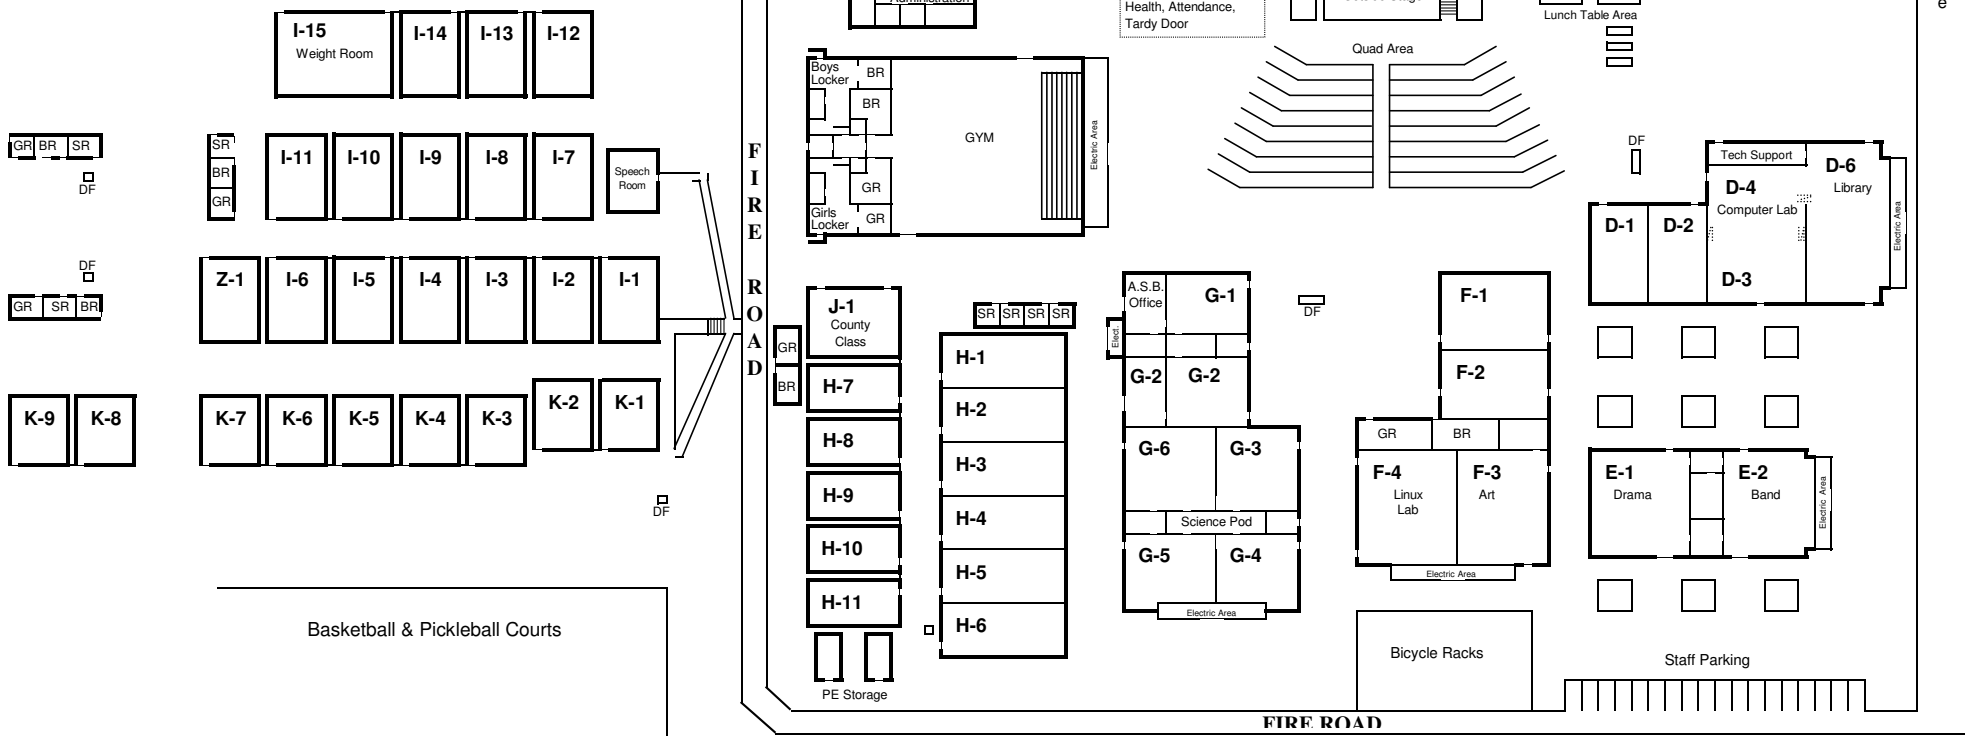 Administration
Health, Attendance,
Tardy Door
Lunch Table Area
e
I-15
Weight Room
I-14
I-13
I-12
Quad Area
Boys
Locker
BR
BR
GYM
Electric Area
GR
GR
Girls
Locker
GR BR SR
DF
SR
BR
GR
I-11
I-10
I-9
I-8
I-7
Speech
Room
FIRE ROAD
DF
Tech Support
D-6
Library
D-4
Computer Lab
D-1
D-2
D-3
Electric Area
DF
GR SR BR
Z-1
I-6
I-5
I-4
I-3
I-2
I-1
J-1
County
Class
GR
BR
SR SR SR SR
A.S.B.
Office
G-1
Elect.
DF
F-1
H-1
H-7
G-2
G-2
F-2
K-9
K-8
K-7
K-6
K-5
K-4
K-3
K-2
K-1
H-8
H-2
H-3
G-6
G-3
GR
BR
F-4
Linux
Lab
F-3
Art
E-1
Drama
E-2
Band
Electric Area
DF
H-9
H-4
Science Pod
H-10
H-5
G-5
G-4
Electric Area
H-11
H-6
Electric Area
Basketball & Pickleball Courts
PE Storage
Bicycle Racks
Staff Parking
FIRE ROAD